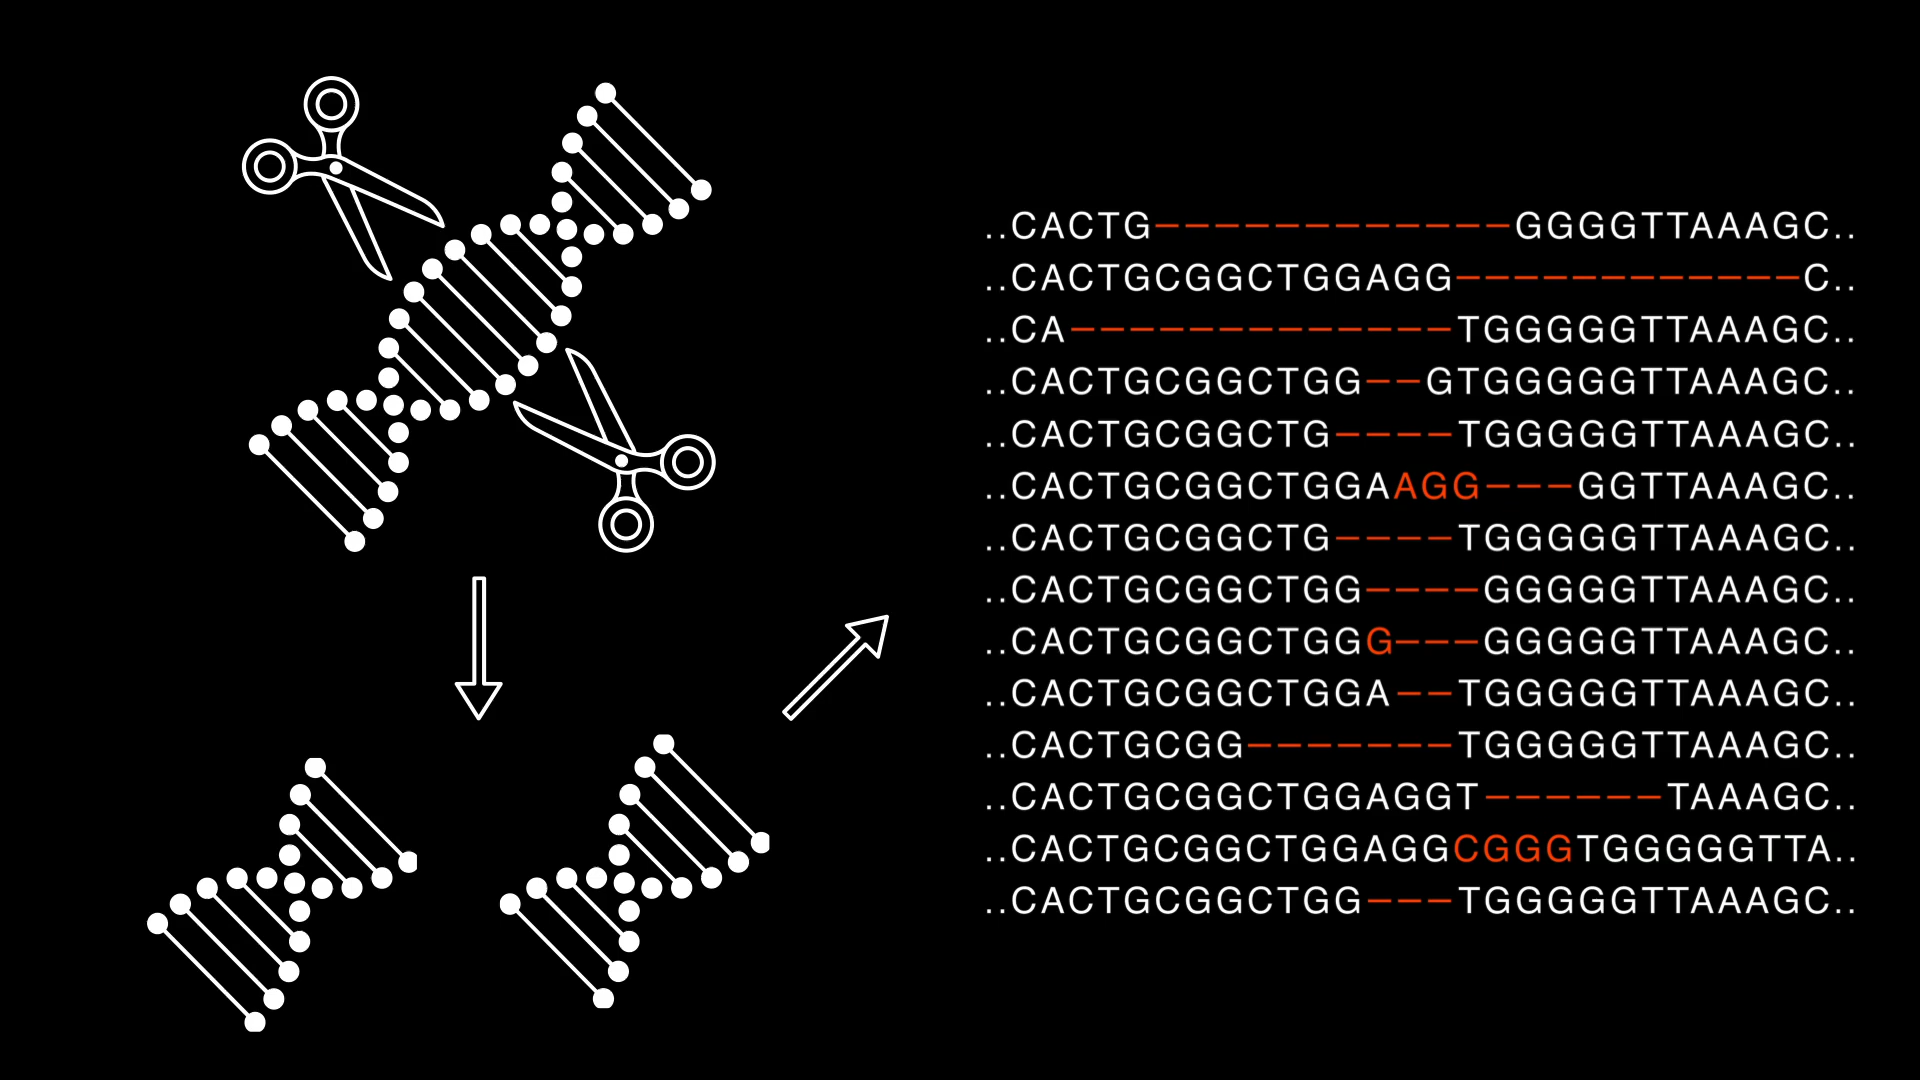 ..CACTG------------GGGGTTAAAGC..
..CACTGCGGCTGGAGG------------C..
..CA-------------TGGGGGTTAAAGC..
..CACTGCGGCTGG--GTGGGGGTTAAAGC..
..CACTGCGGCTG----TGGGGGTTAAAGC..
..CACTGCGGCTGGAAGG---GGTTAAAGC..
..CACTGCGGCTG----TGGGGGTTAAAGC..
..CACTGCGGCTGG----GGGGGTTAAAGC..
..CACTGCGGCTGGG---GGGGGTTAAAGC..
..CACTGCGGCTGGA--TGGGGGTTAAAGC..
..CACTGCGG-------TGGGGGTTAAAGC..
..CACTGCGGCTGGAGGT------TAAAGC..
..CACTGCGGCTGGAGGCGGGTGGGGGTTA..
..CACTGCGGCTGG---TGGGGGTTAAAGC..